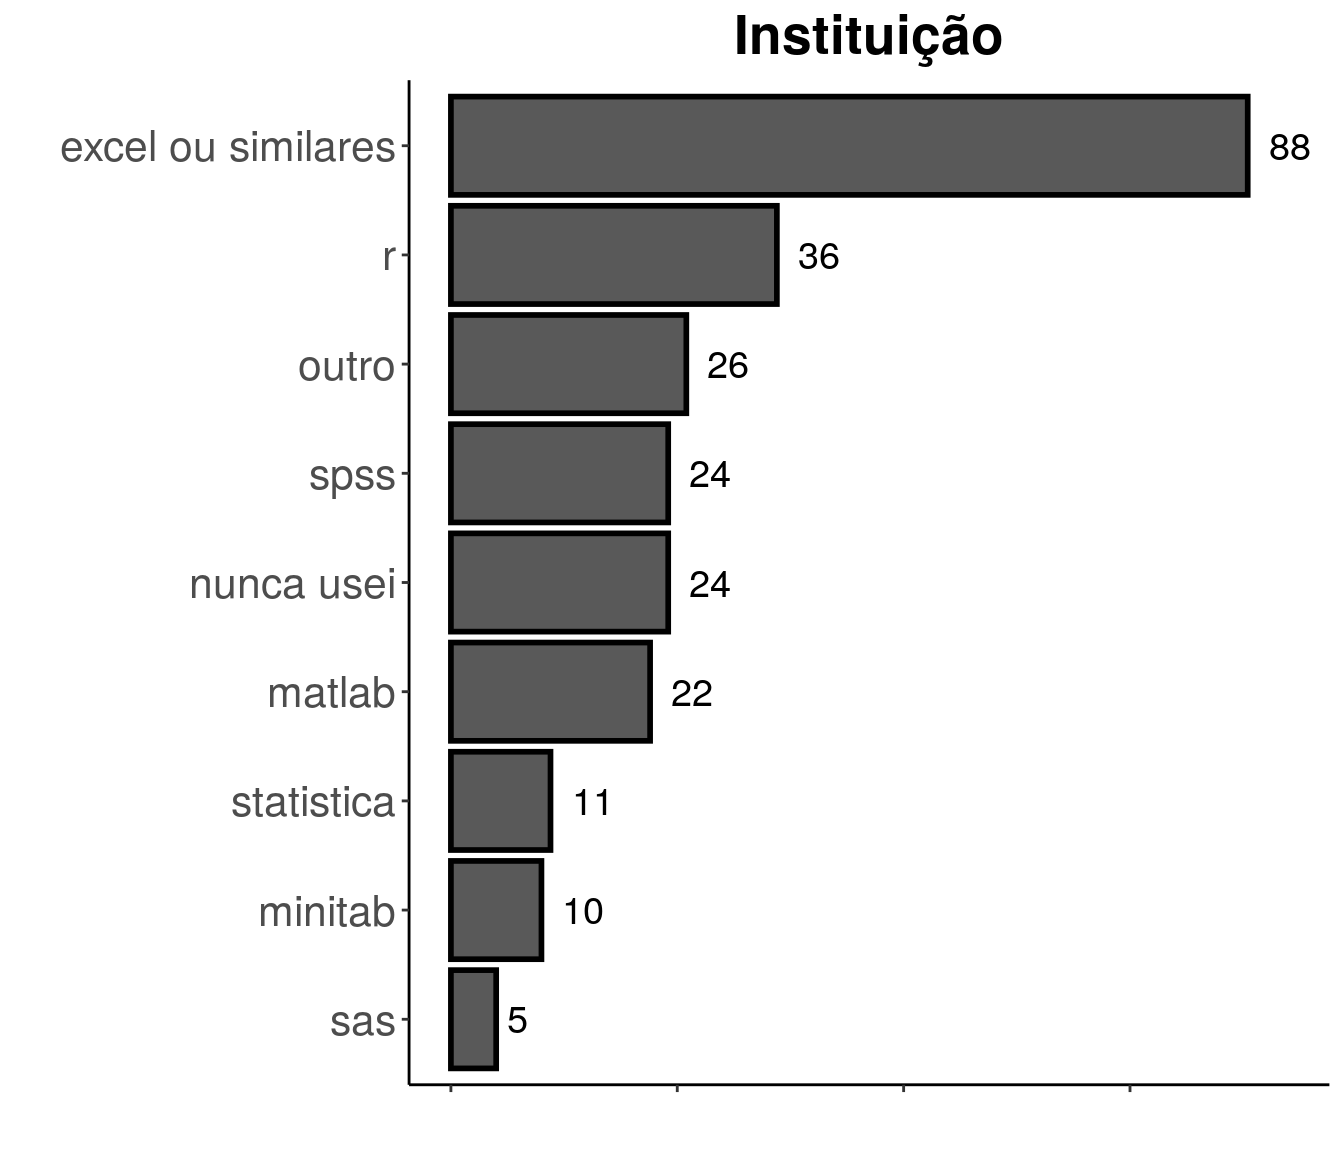 Instituição
excel ou similares 88
r 36
outro 26
spss 24
nunca usei 24
matlab 22
statistica 11
minitab 10
sas 5